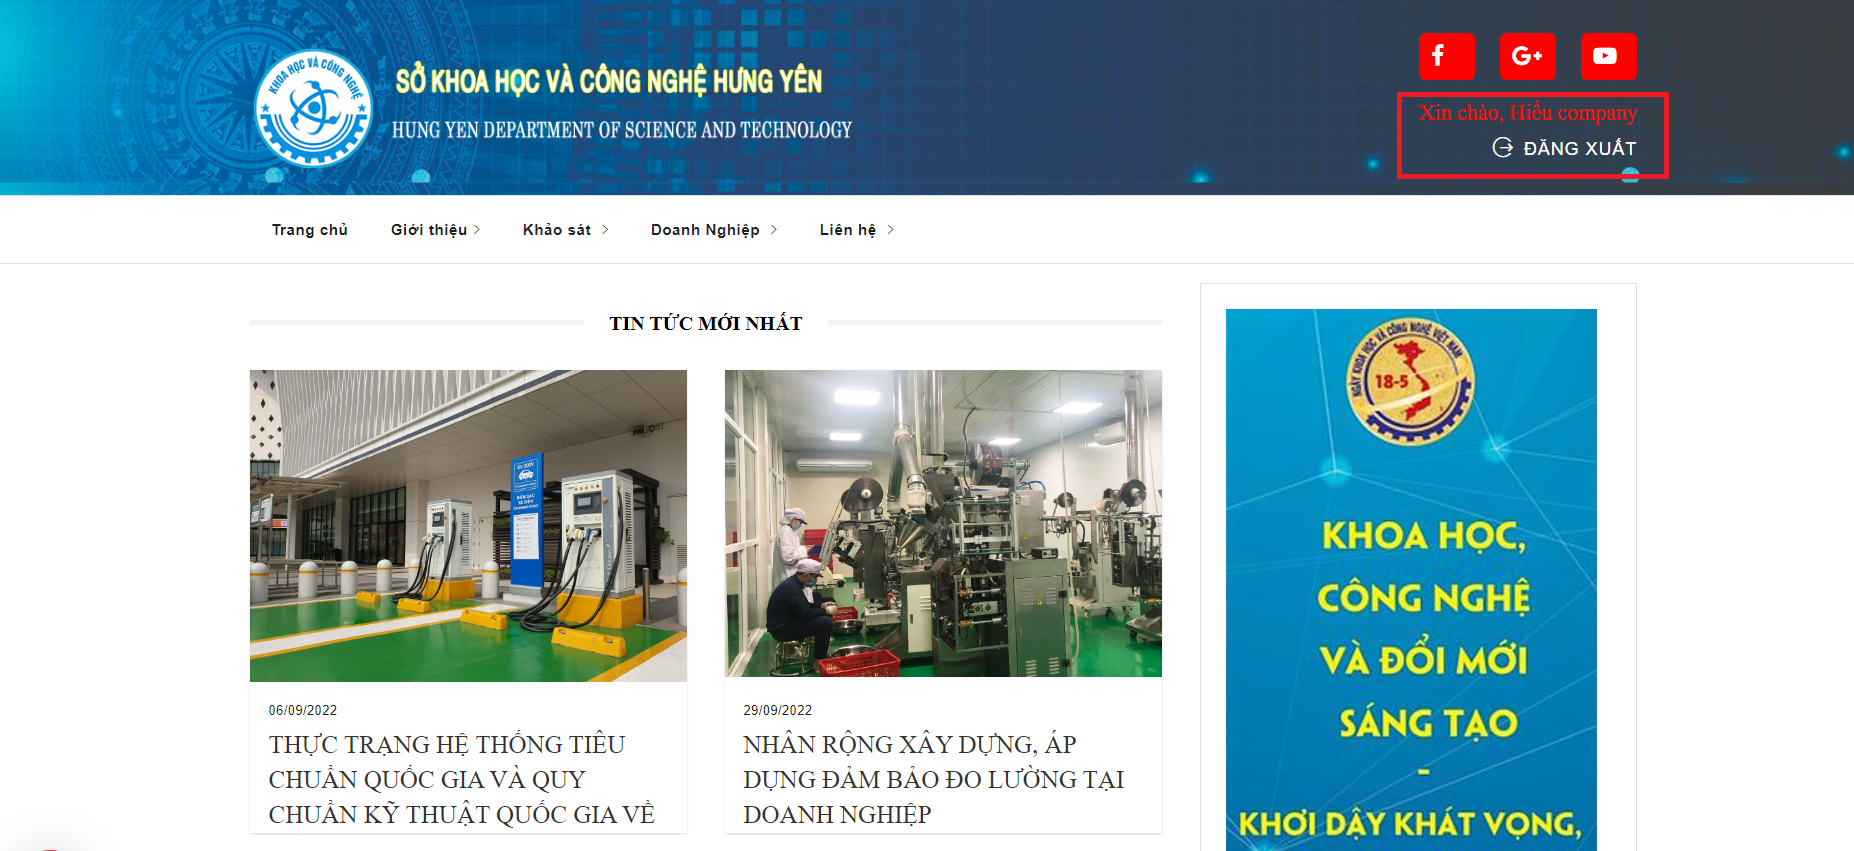 KHOA HỌC VÀ CÔNG NGHỆ
SỞ KHOA HỌC VÀ CÔNG NGHỆ HƯNG YÊN
HUNG YEN DEPARTMENT OF SCIENCE AND TECHNOLOGY
f
G+
Xin chào, Hiếu company
ĐĂNG XUẤT
Trang chủ
Giới thiệu
Khảo sát
Doanh Nghiệp
Liên hệ
TIN TỨC MỚI NHẤT
06/09/2022
THỰC TRẠNG HỆ THỐNG TIÊU
CHUẨN QUỐC GIA VÀ QUY
CHUẨN KỸ THUẬT QUỐC GIA VỀ
29/09/2022
NHÂN RỘNG XÂY DỰNG, ÁP
DỤNG ĐẢM BẢO ĐO LƯỜNG TẠI
DOANH NGHIỆP
NGÀY KHOA HỌC VÀ CÔNG NGHỆ VIỆT NAM
18-5
KHOA HỌC,
CÔNG NGHỆ
VÀ ĐỔI MỚI
SÁNG TẠO
-
KHƠI DẬY KHÁT VỌNG,